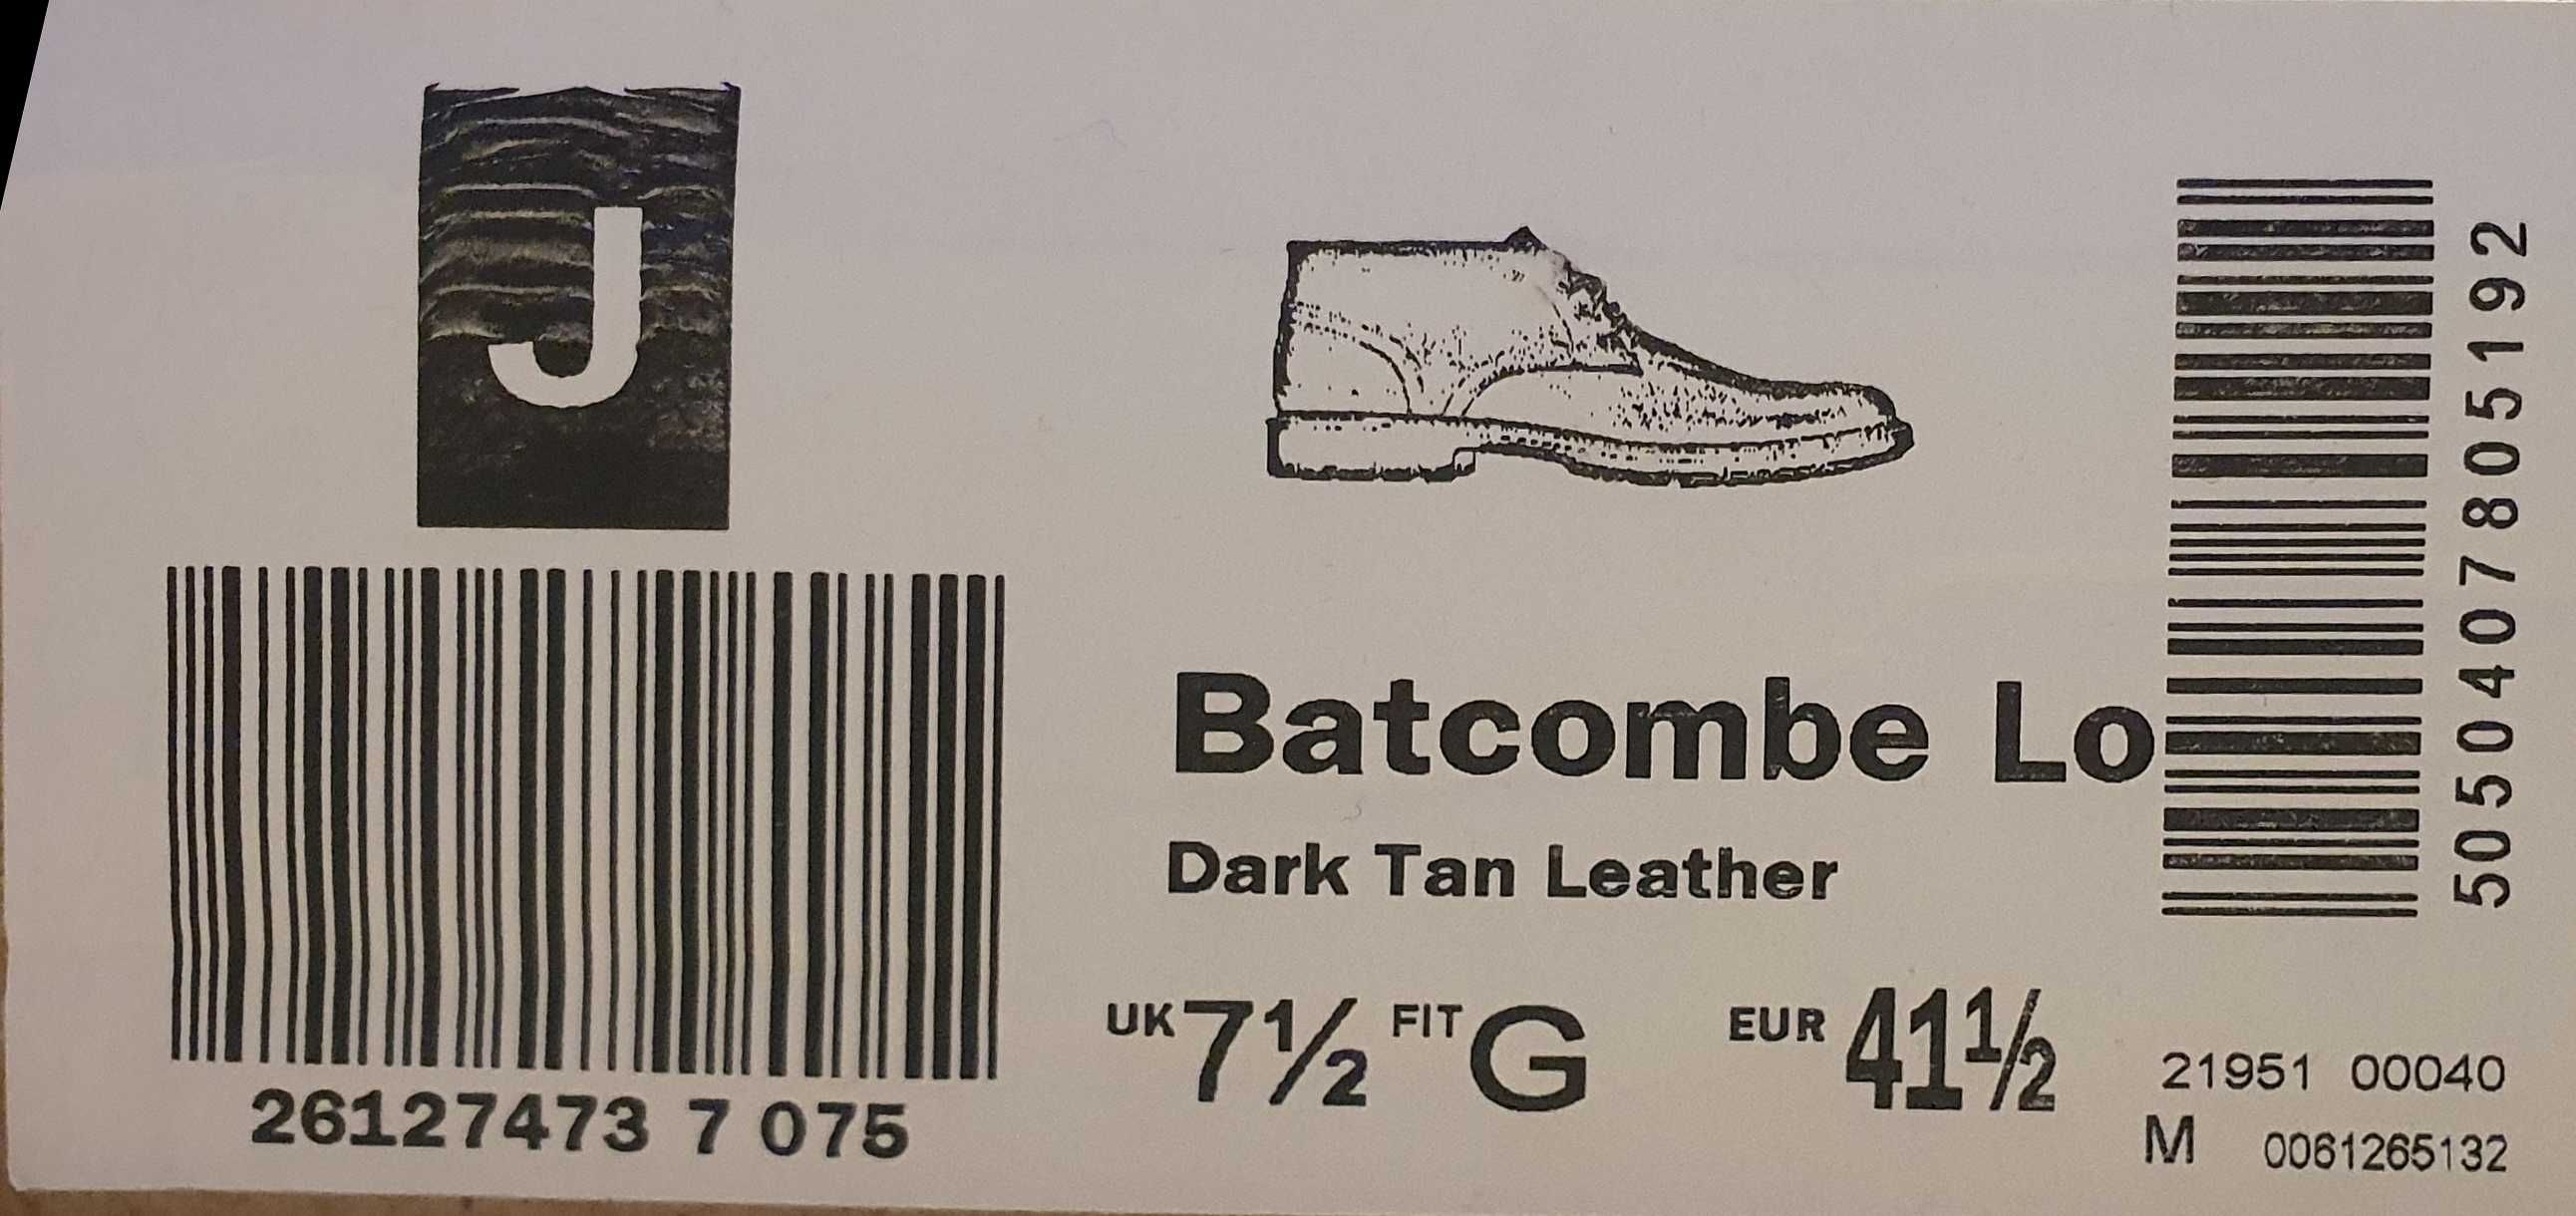 J
26127473 7 075
Batcombe Lo
Dark Tan Leather
UK 7½ FIT G EUR 41½
5050407805192
21951 00040
M 0061265132